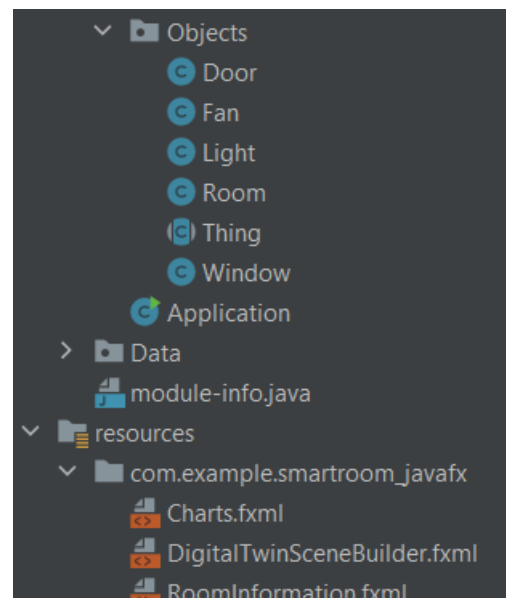 Objects
Door
Fan
Light
Room
Thing
Window
Application
Data
module-info.java
resources
com.example.smartroom_javafx
Charts.fxml
DigitalTwinSceneBuilder.fxml
RoomInformation.fxml